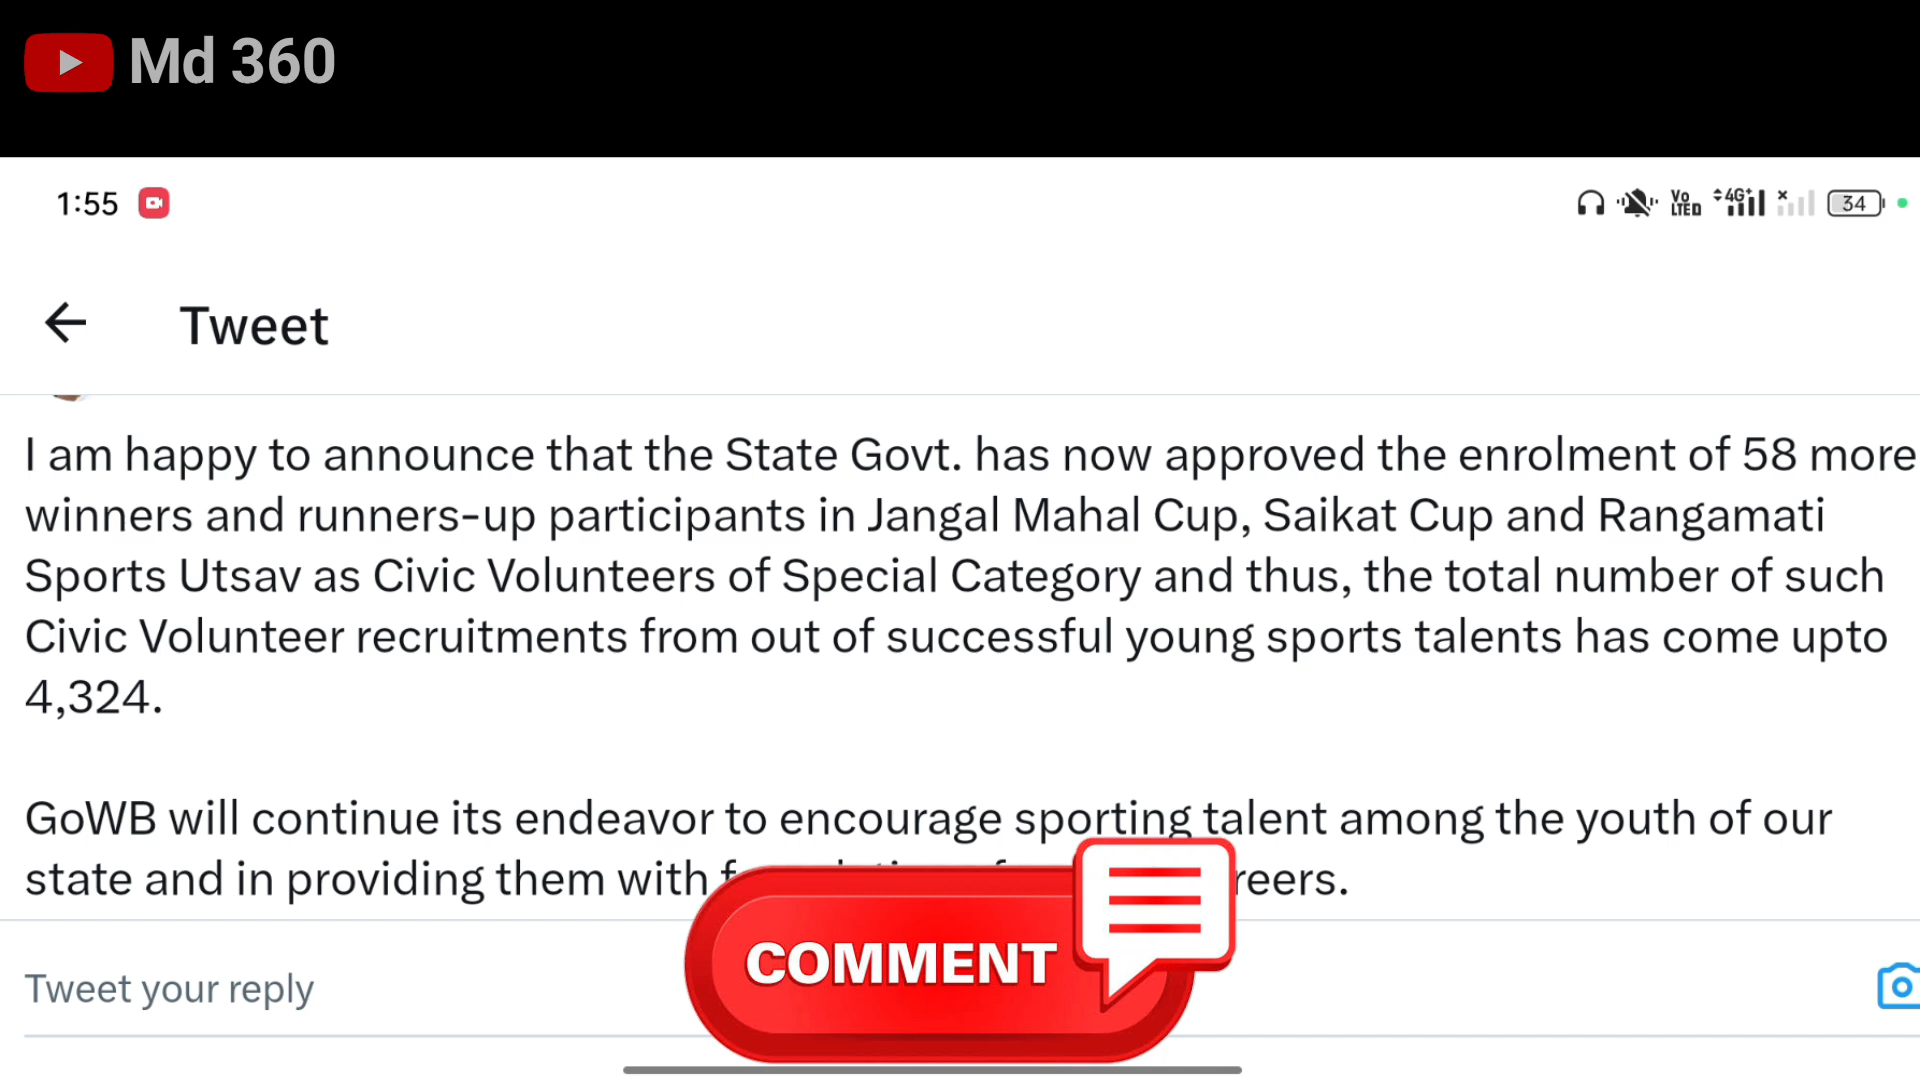 Md 360
1:55
Vo LTE D 4G+ 34
Tweet
I am happy to announce that the State Govt. has now approved the enrolment of 58 more
winners and runners-up participants in Jangal Mahal Cup, Saikat Cup and Rangamati
Sports Utsav as Civic Volunteers of Special Category and thus, the total number of such
Civic Volunteer recruitments from out of successful young sports talents has come upto
4,324.
GoWB will continue its endeavor to encourage sporting talent among the youth of our
state and in providing them with reers.
COMMENT
Tweet your reply